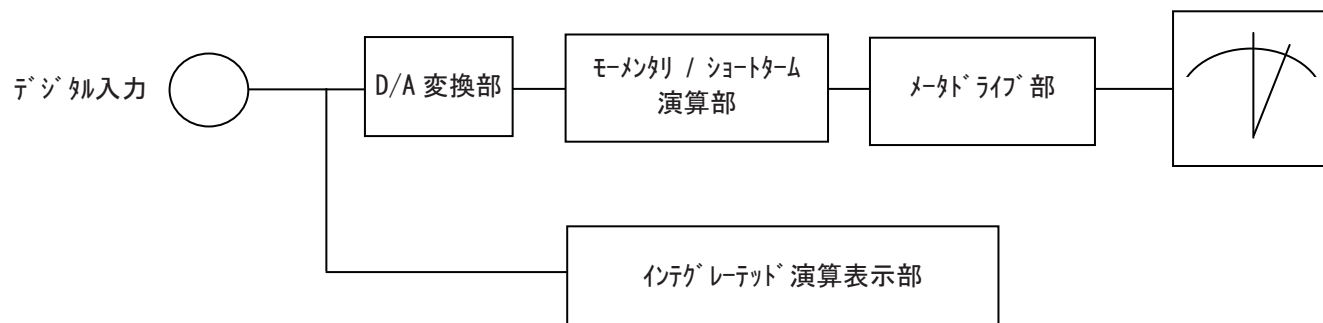 ﾃﾞｼﾞﾀﾙ入力
D/A 変換部
ﾓｰﾒﾝﾀﾘ / ｼｮｰﾄﾀｰﾑ
演算部
ﾒｰﾀﾄﾞﾗｲﾌﾞ部
ｲﾝﾃｸﾞﾚｰﾃｯﾄﾞ演算表示部